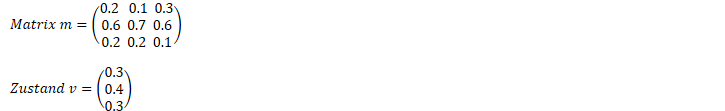 Matrix m = (0.2 0.1 0.3
0.6 0.7 0.6
0.2 0.2 0.1)
Zustand v = (0.3
0.4
0.3)